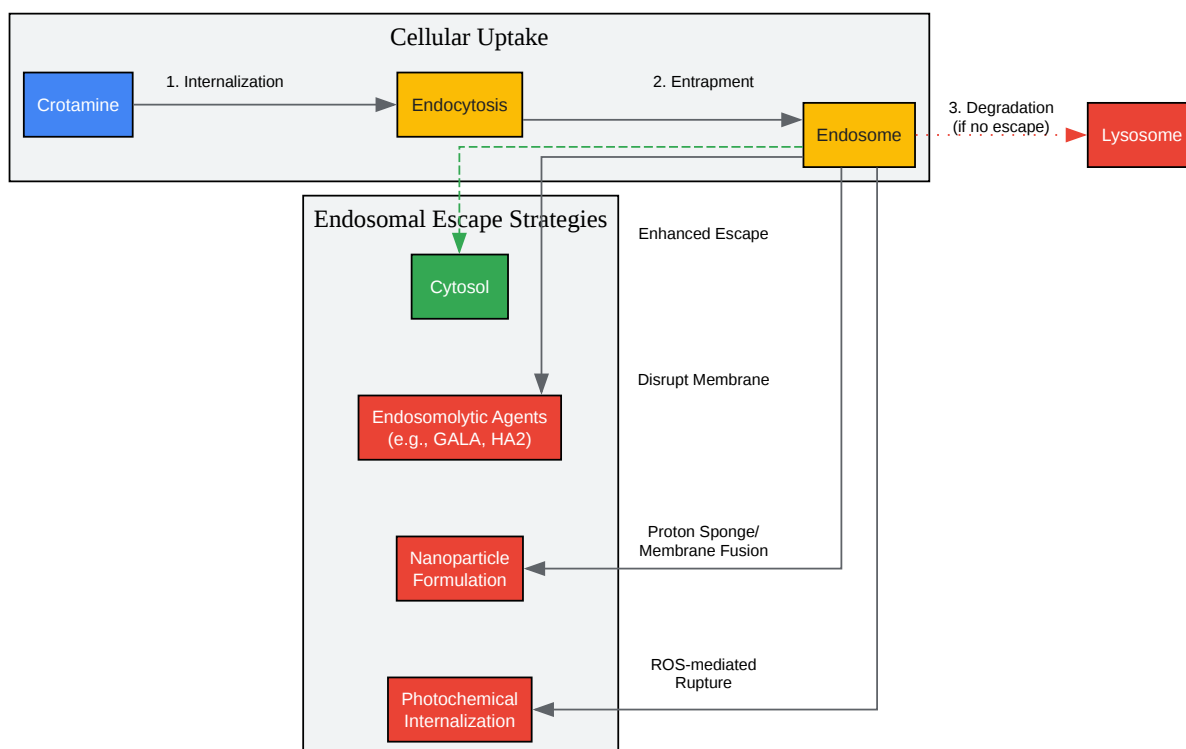 Cellular Uptake
Crotamine
1. Internalization
Endocytosis
2. Entrapment
Endosome
3. Degradation
(if no escape)
Lysosome
Endosomal Escape Strategies
Enhanced Escape
Cytosol
Disrupt Membrane
Endosomolytic Agents
(e.g., GALA, HA2)
Proton Sponge/
Membrane Fusion
Nanoparticle
Formulation
ROS-mediated
Rupture
Photochemical
Internalization